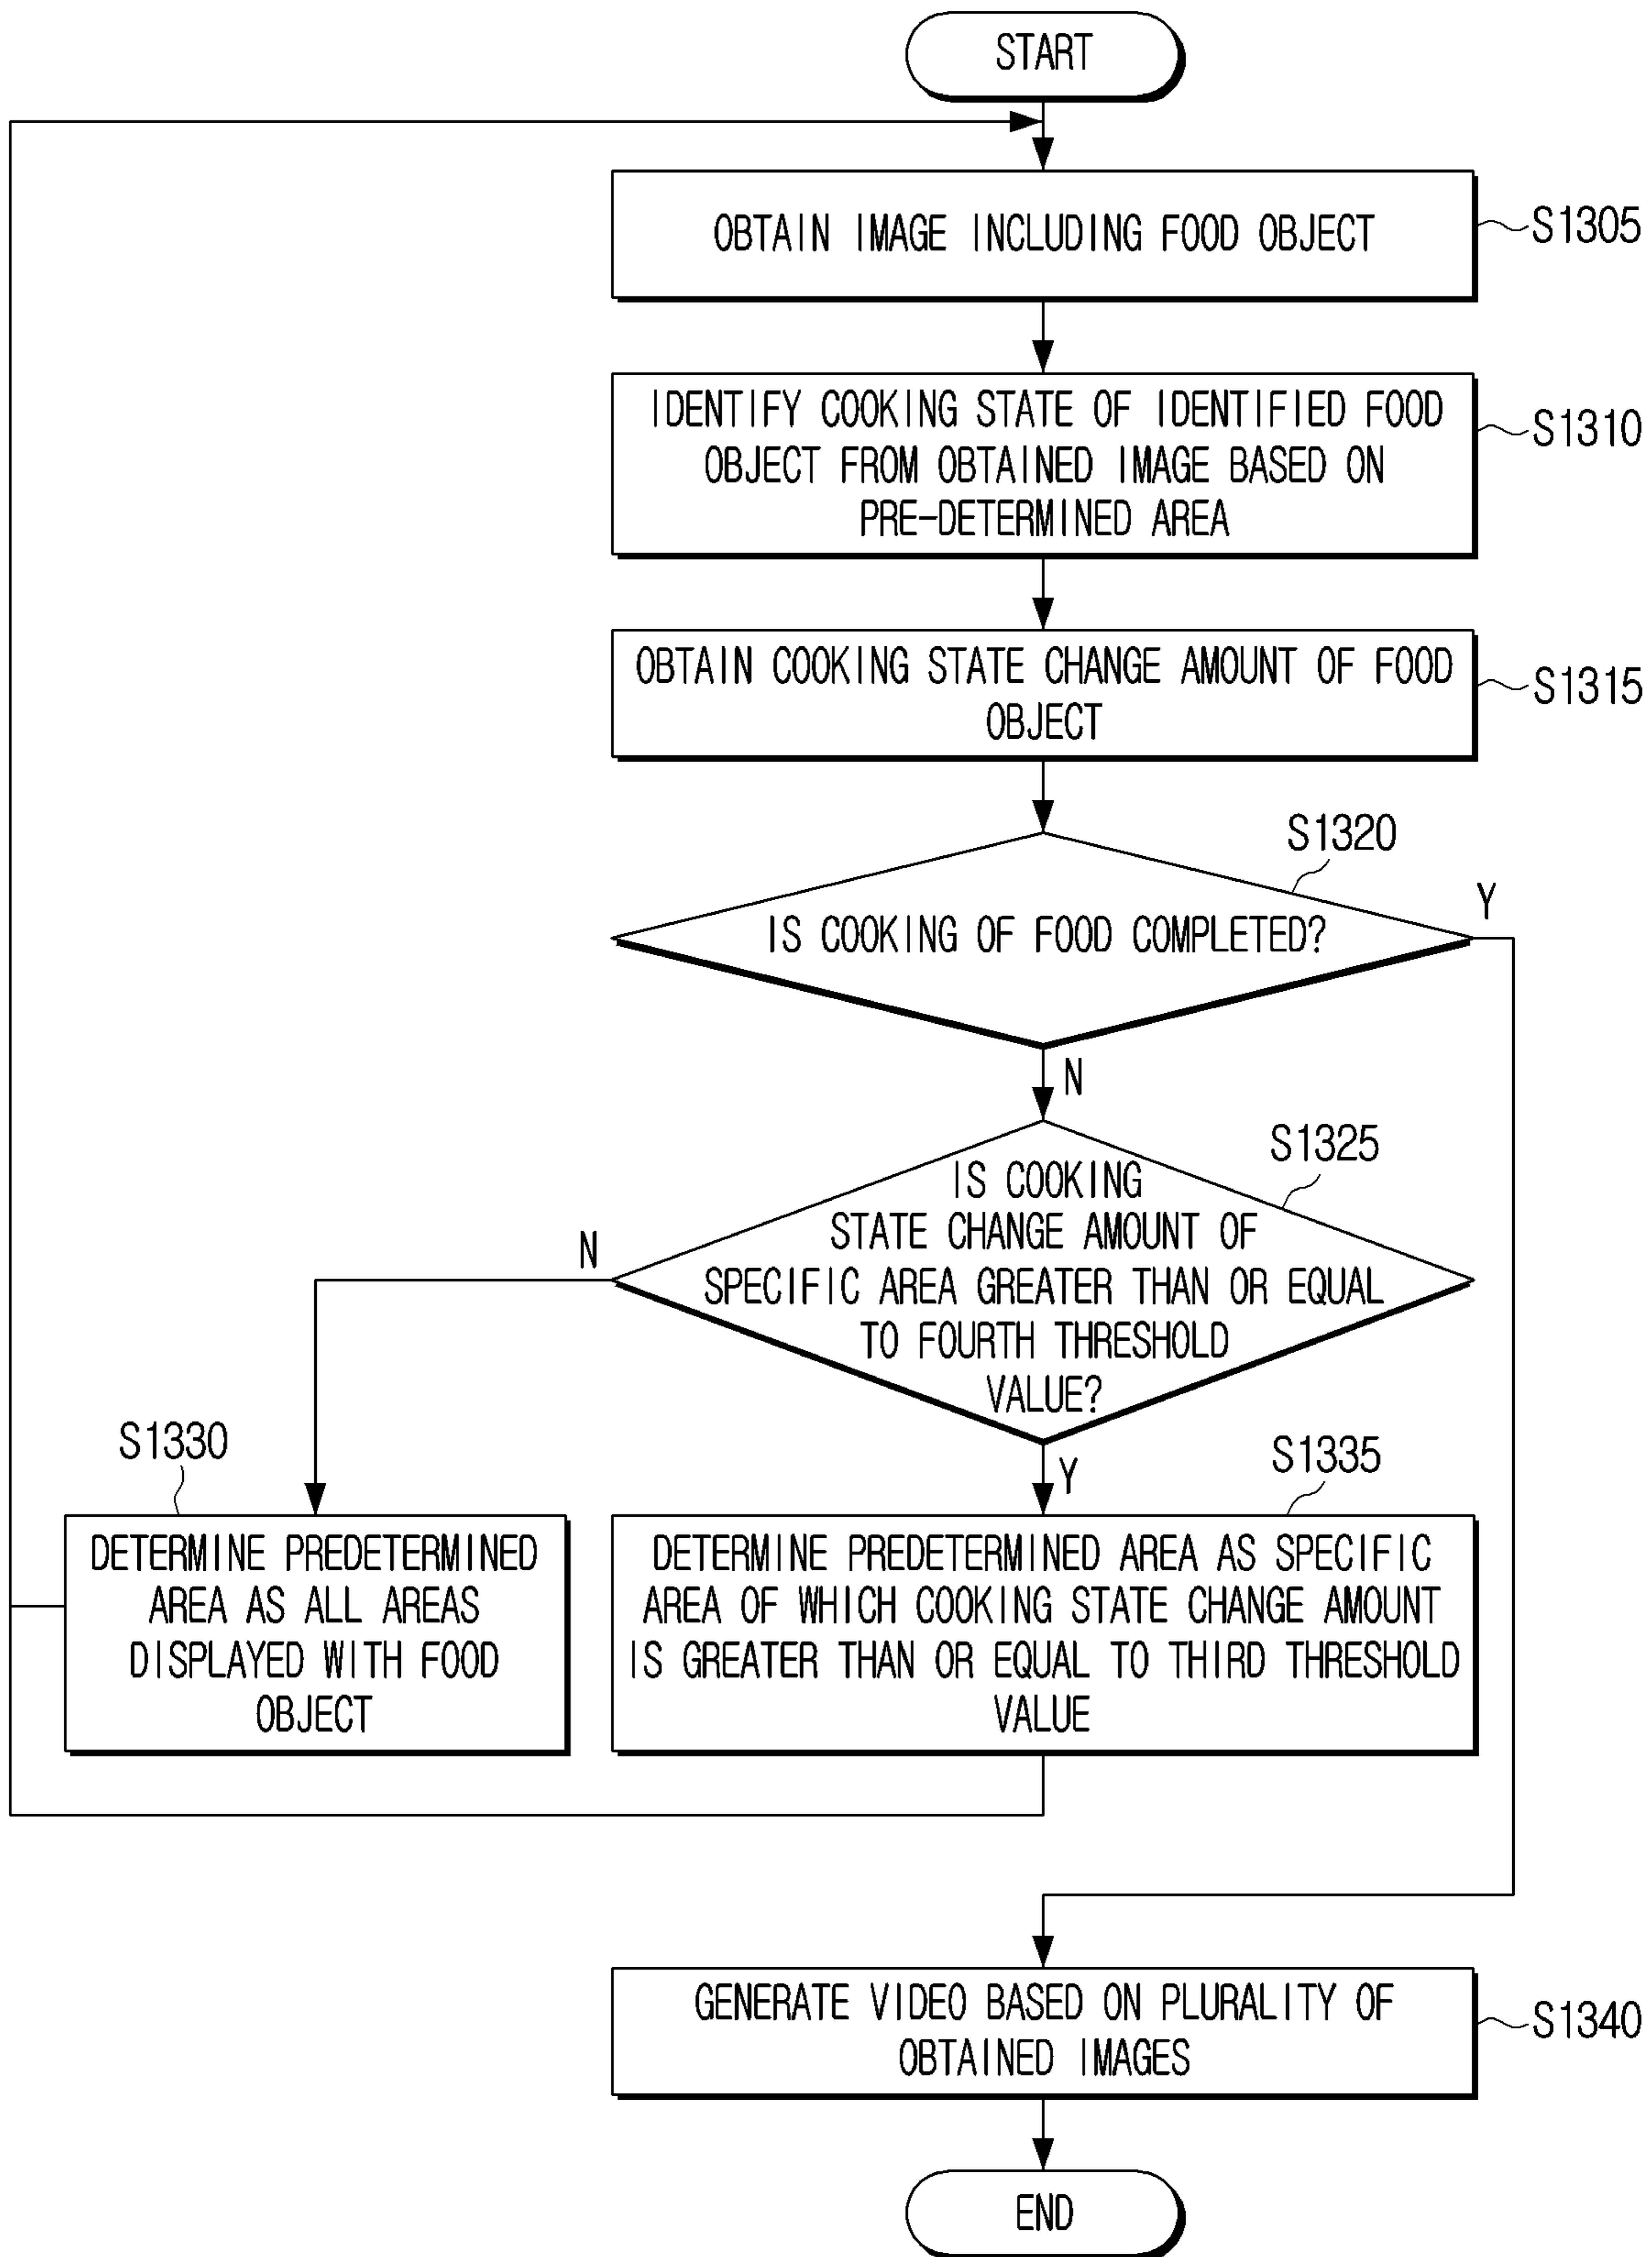 START
OBTAIN IMAGE INCLUDING FOOD OBJECT
S1305
IDENTIFY COOKING STATE OF IDENTIFIED FOOD
OBJECT FROM OBTAINED IMAGE BASED ON
PRE-DETERMINED AREA
S1310
OBTAIN COOKING STATE CHANGE AMOUNT OF FOOD
OBJECT
S1315
S1320
IS COOKING OF FOOD COMPLETED?
Y
N
S1325
IS COOKING
STATE CHANGE AMOUNT OF
SPECIFIC AREA GREATER THAN OR EQUAL
TO FOURTH THRESHOLD
VALUE?
N
Y
S1330
DETERMINE PREDETERMINED
AREA AS ALL AREAS
DISPLAYED WITH FOOD
OBJECT
S1335
DETERMINE PREDETERMINED AREA AS SPECIFIC
AREA OF WHICH COOKING STATE CHANGE AMOUNT
IS GREATER THAN OR EQUAL TO THIRD THRESHOLD
VALUE
GENERATE VIDEO BASED ON PLURALITY OF
OBTAINED IMAGES
S1340
END